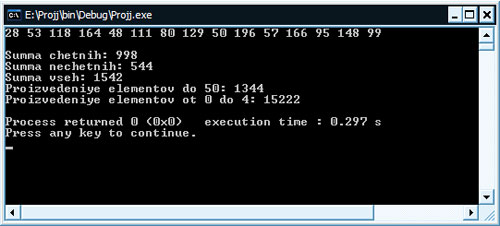 E:\Projj\bin\Debug\Projj.exe
28 53 118 164 48 111 80 129 50 196 57 166 95 148 99
Summa chetnih: 998
Summa nechetnih: 544
Summa vseh: 1542
Proizvedeniye elementov do 50: 1344
Proizvedeniye elementov ot 0 do 4: 15222
Process returned 0 (0x0)   execution time : 0.297 s
Press any key to continue.